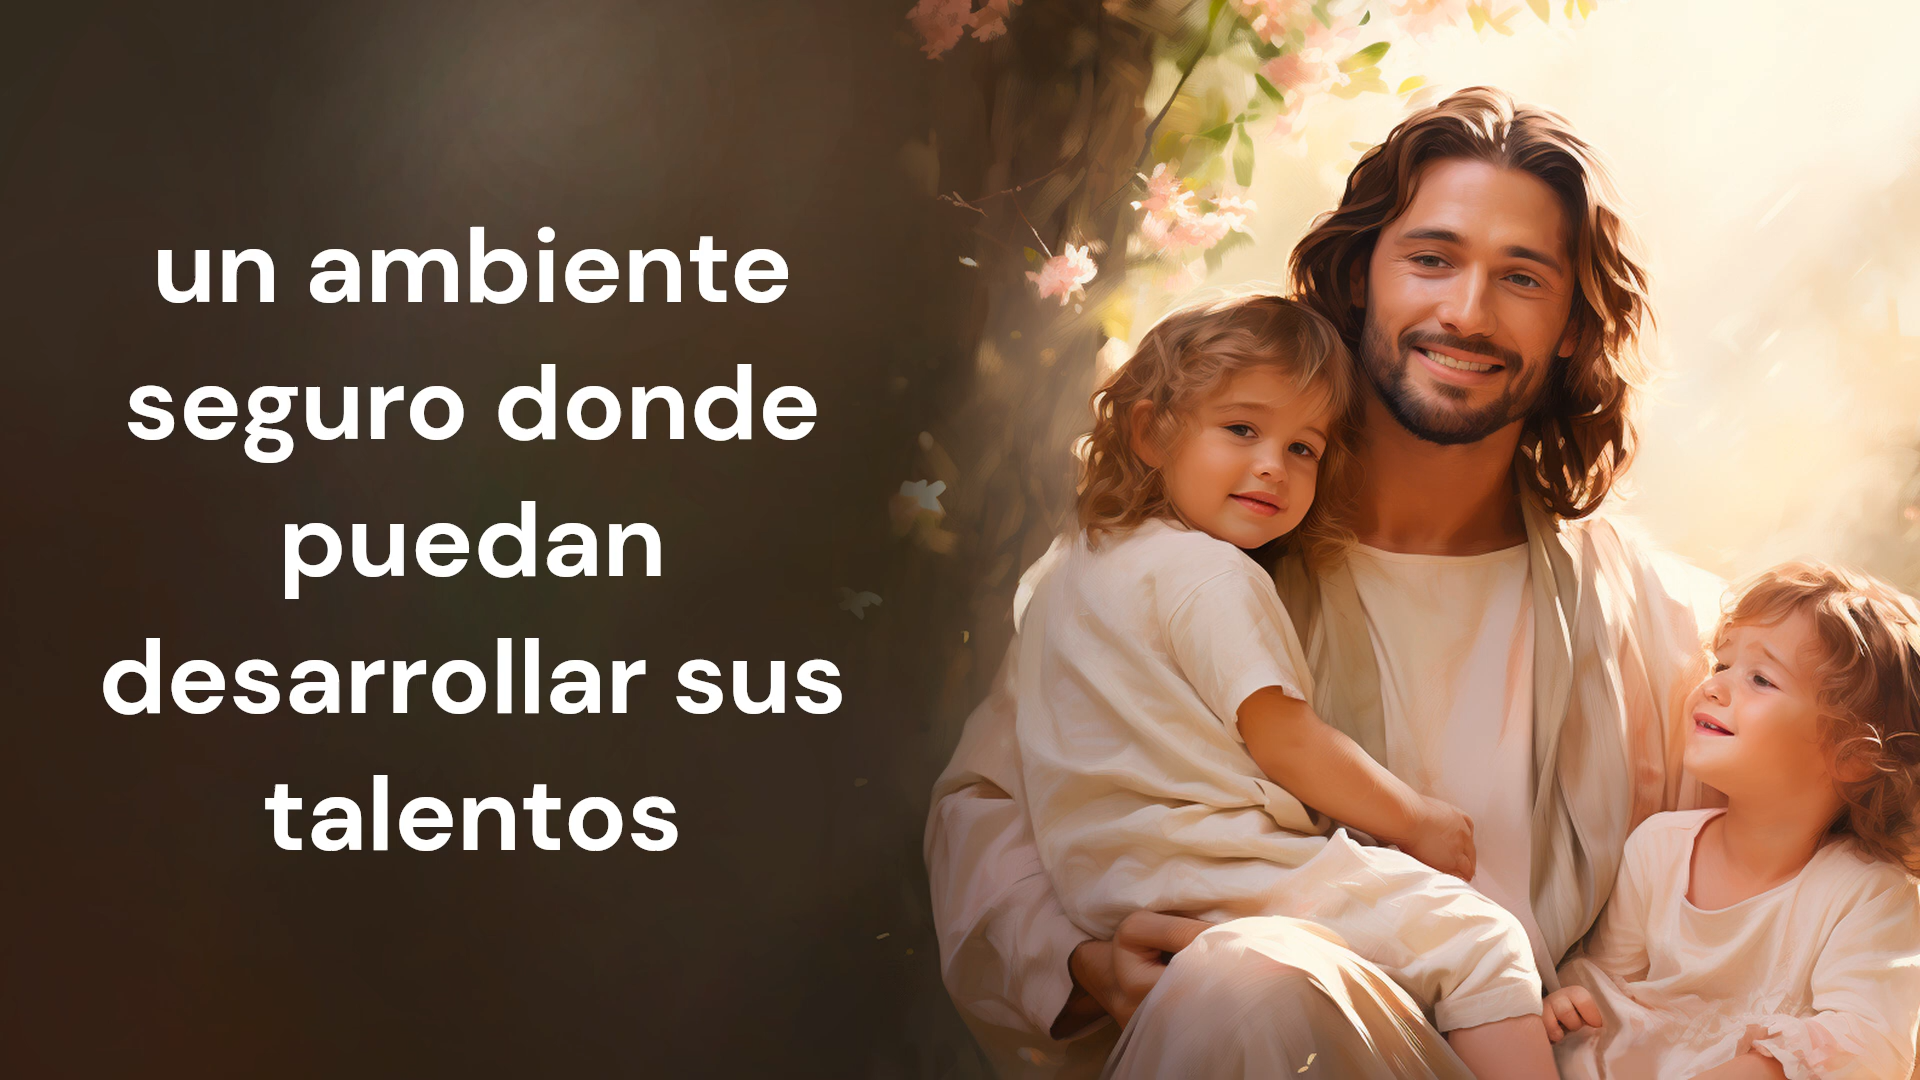 un ambiente
seguro donde
puedan
desarrollar sus
talentos